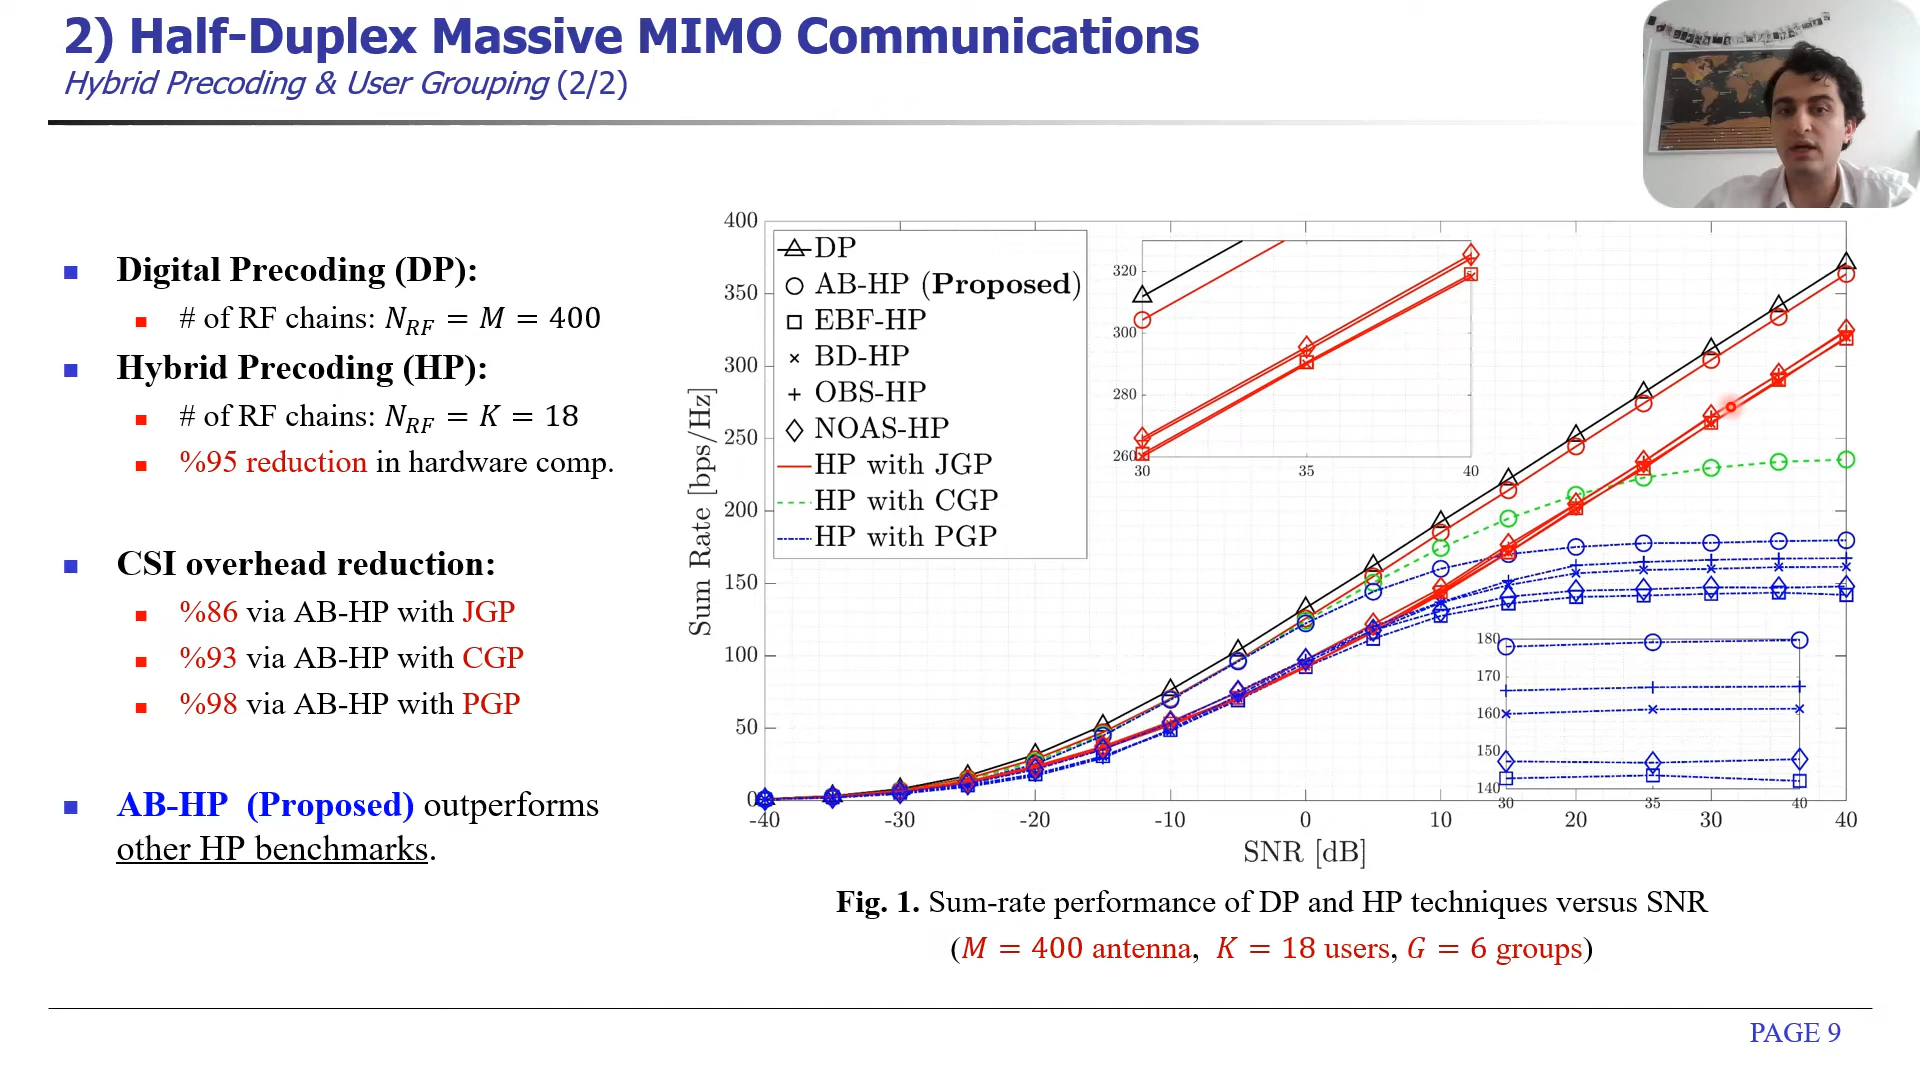 2) Half-Duplex Massive MIMO Communications
Hybrid Precoding & User Grouping (2/2)
Digital Precoding (DP):
# of RF chains: N_RF = M = 400
Hybrid Precoding (HP):
# of RF chains: N_RF = K = 18
%95 reduction in hardware comp.
CSI overhead reduction:
%86 via AB-HP with JGP
%93 via AB-HP with CGP
%98 via AB-HP with PGP
AB-HP (Proposed) outperforms
other HP benchmarks.
Sum Rate [bps/Hz]
400
350
300
250
200
150
100
50
0
DP
AB-HP (Proposed)
EBF-HP
BD-HP
OBS-HP
NOAS-HP
HP with JGP
HP with CGP
HP with PGP
320
300
280
260
30 35 40
180
170
160
150
140
30 35 40
-40 -30 -20 -10 0 10 20 30 40
SNR [dB]
Fig. 1. Sum-rate performance of DP and HP techniques versus SNR
(M = 400 antenna, K = 18 users, G = 6 groups)
PAGE 9